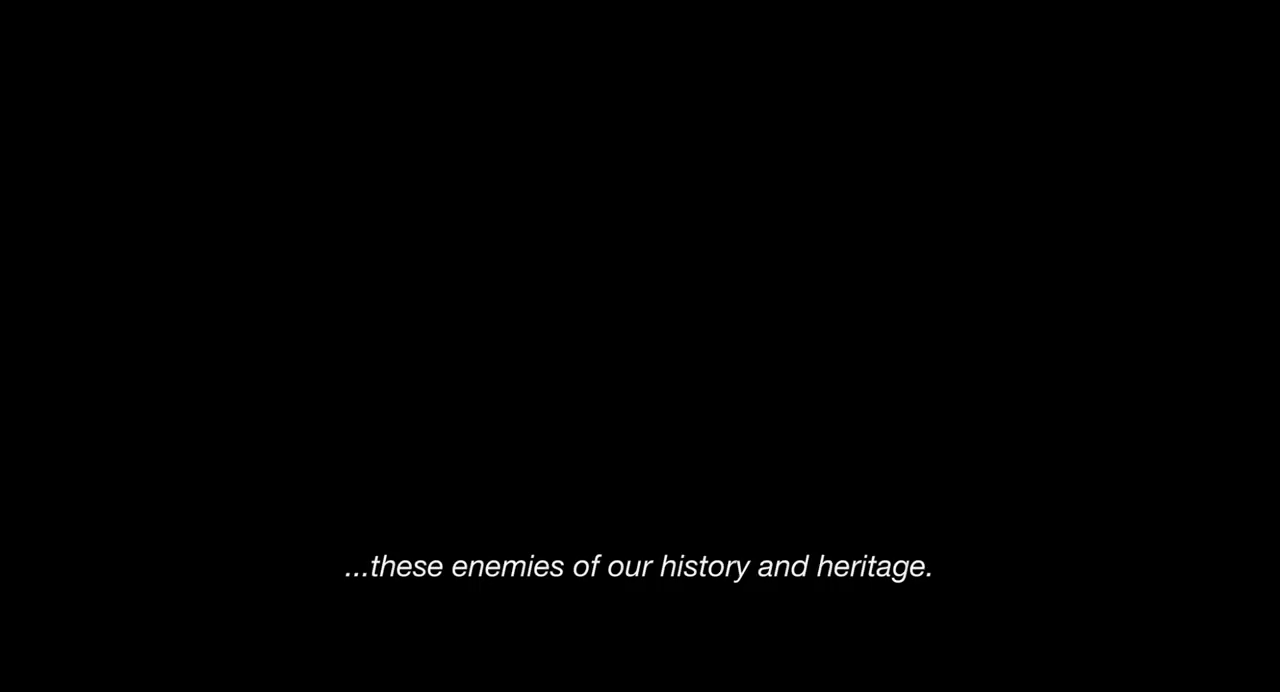 ...these enemies of our history and heritage.